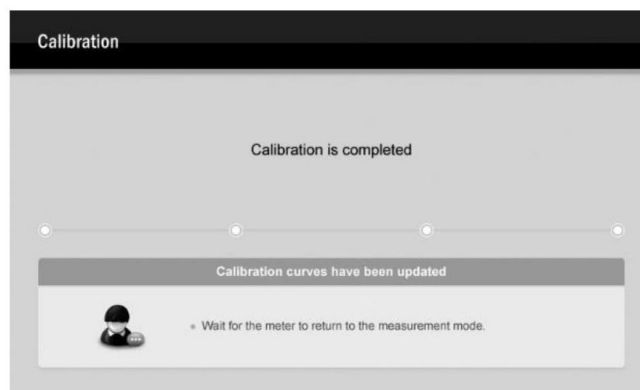 Calibration
Calibration is completed
Calibration curves have been updated
Wait for the meter to return to the measurement mode.